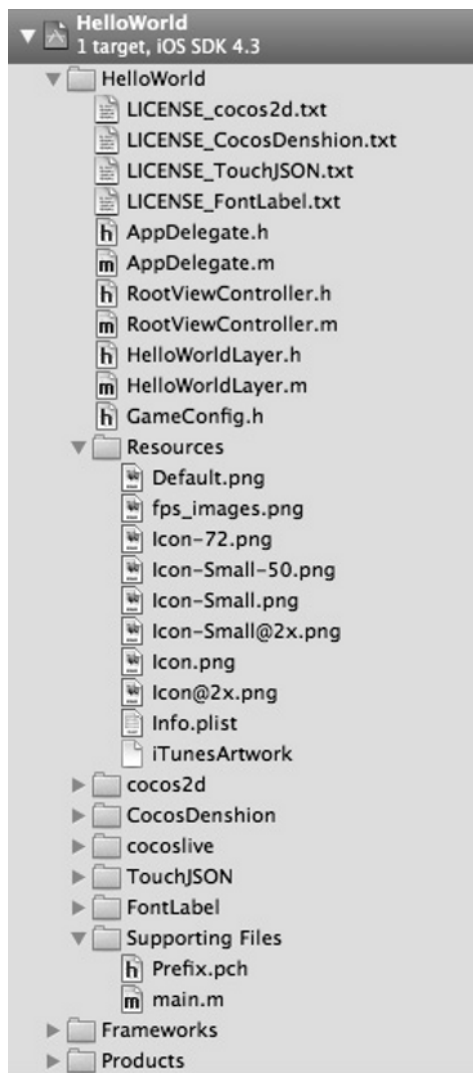 HelloWorld
1 target, iOS SDK 4.3
HelloWorld
LICENSE_cocos2d.txt
LICENSE_CocosDenshion.txt
LICENSE_TouchJSON.txt
LICENSE_FontLabel.txt
h AppDelegate.h
m AppDelegate.m
h RootViewController.h
m RootViewController.m
h HelloWorldLayer.h
m HelloWorldLayer.m
h GameConfig.h
Resources
Default.png
fps_images.png
Icon-72.png
Icon-Small-50.png
Icon-Small.png
Icon-Small@2x.png
Icon.png
Icon@2x.png
Info.plist
iTunesArtwork
cocos2d
CocosDenshion
cocoslive
TouchJSON
FontLabel
Supporting Files
h Prefix.pch
m main.m
Frameworks
Products